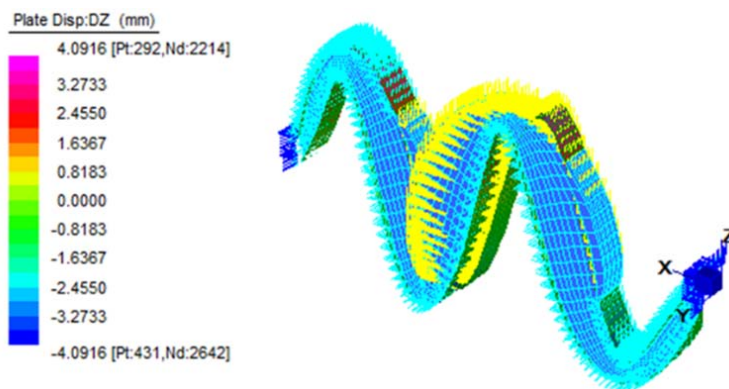 Plate Disp:DZ (mm)
4.0916 [Pt:292,Nd:2214]
3.2733
2.4550
1.6367
0.8183
0.0000
-0.8183
-1.6367
-2.4550
-3.2733
-4.0916 [Pt:431,Nd:2642]
Z
X
Y